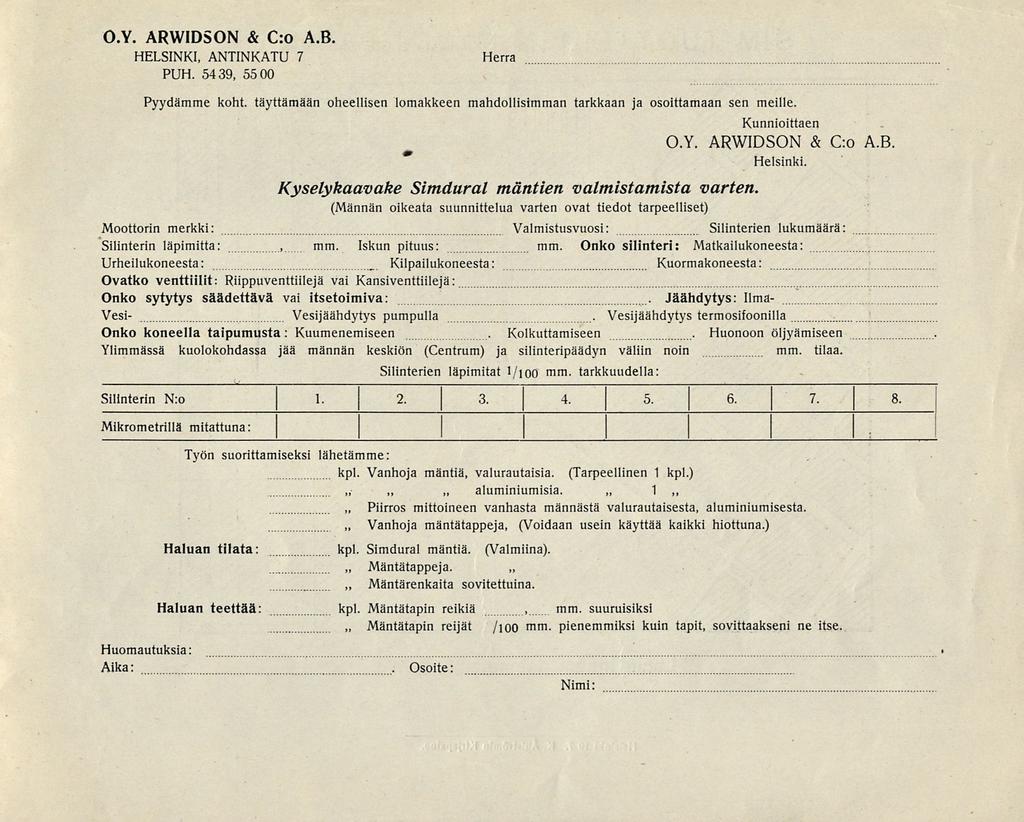 O.Y. ARWIDSON & C:o A.B.
HELSINKI, ANTINKATU 7
PUH. 54 39, 55 00
Herra
Pyydämme koht. täyttämään oheellisen lomakkeen mahdollisimman tarkkaan ja osoittamaan sen meille.
Kunnioittaen
O.Y. ARWIDSON & C:o A.B.
Helsinki.
Kyselykaavake Simdural mäntien valmistamista varten.
(Männän oikeata suunnittelua varten ovat tiedot tarpeelliset)
Moottorin merkki: Valmistusvuosi: Silinterien lukumäärä:
Silinterin läpimitta: , mm. Iskun pituus: mm. Onko silinteri: Matkailukoneesta:
Urheilukoneesta: Kilpailukoneesta: Kuormakoneesta:
Ovatko venttiilit: Riippuventtiilejä vai Kansiventtiilejä:
Onko sytytys säädettävä vai itsetoimiva: . Jäähdytys: Ilma-
Vesi- Vesijäähdytys pumpulla . Vesijäähdytys termosifoonilla
Onko koneella taipumusta: Kuumenemiseen . Kolkuttamiseen . Huonoon öljyämiseen .
Ylimmässä kuolokohdassa jää männän keskiön (Centrum) ja silinteripäädyn väliin noin mm. tilaa.
Silinterien läpimitat 1/100 mm. tarkkuudella:
Silinterin N:o 1. 2. 3. 4. 5. 6. 7. 8.
Mikrometrillä mitattuna:
Työn suorittamiseksi lähetämme:
kpl. Vanhoja mäntiä, valurautaisia. (Tarpeellinen 1 kpl.)
„ „ „ aluminiumisia. „ 1 „
„ Piirros mittoineen vanhasta männästä valurautaisesta, aluminiumisesta.
„ Vanhoja mäntätappeja, (Voidaan usein käyttää kaikki hiottuna.)
Haluan tilata: kpl. Simdural mäntiä. (Valmiina).
„ Mäntätappeja. „
„ Mäntärenkaita sovitettuina.
Haluan teettää: kpl. Mäntätapin reikiä , mm. suuruisiksi
„ Mäntätapin reijät /100 mm. pienemmiksi kuin tapit, sovittaakseni ne itse.
Huomautuksia:
Aika: . Osoite:
Nimi: